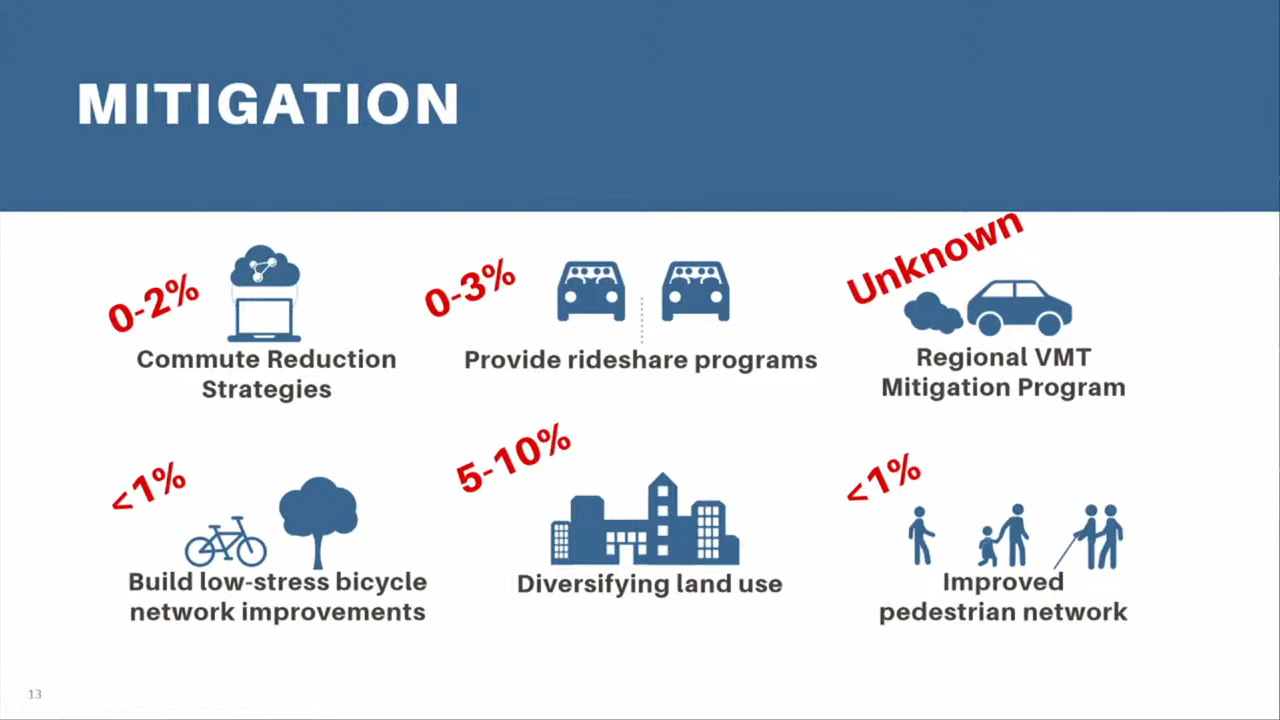 MITIGATION
0-2%
Commute Reduction
Strategies
0-3%
Provide rideshare programs
Unknown
Regional VMT
Mitigation Program
<1%
Build low-stress bicycle
network improvements
5-10%
Diversifying land use
<1%
Improved
pedestrian network
13